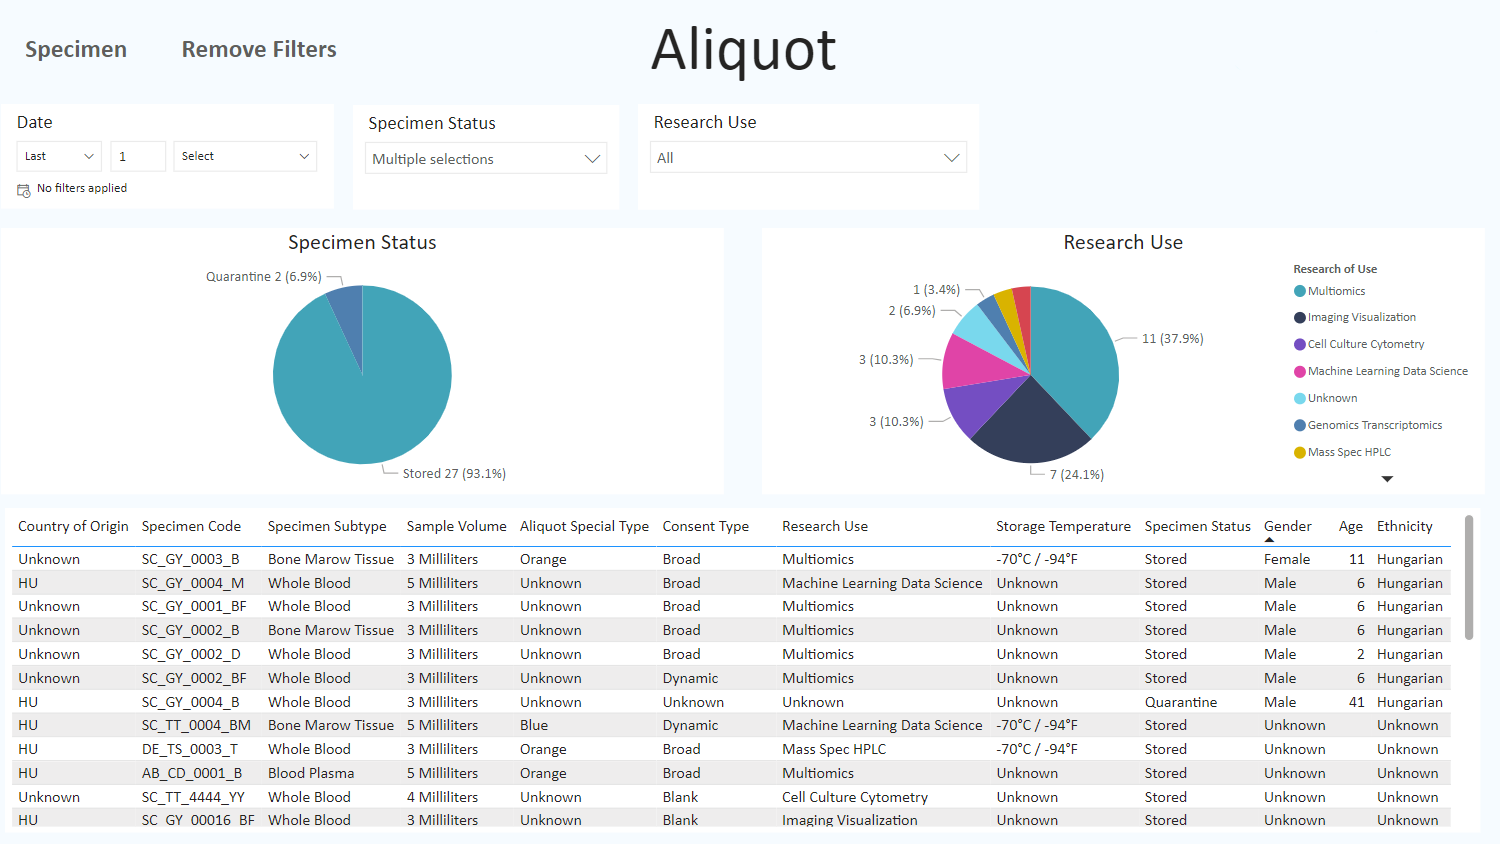 Specimen Remove Filters Aliquot
Date
Last 1 Select
No filters applied
Specimen Status
Multiple selections
Research Use
All
Specimen Status
Quarantine 2 (6.9%)
Stored 27 (93.1%)
Research Use
1 (3.4%)
2 (6.9%)
3 (10.3%)
3 (10.3%)
11 (37.9%)
7 (24.1%)
Research of Use
Multiomics
Imaging Visualization
Cell Culture Cytometry
Machine Learning Data Science
Unknown
Genomics Transcriptomics
Mass Spec HPLC
Country of Origin Specimen Code Specimen Subtype Sample Volume Aliquot Special Type Consent Type Research Use Storage Temperature Specimen Status Gender Age Ethnicity
Unknown SC_GY_0003_B Bone Marow Tissue 3 Milliliters Orange Broad Multiomics -70°C / -94°F Stored Female 11 Hungarian
HU SC_GY_0004_M Whole Blood 5 Milliliters Unknown Broad Machine Learning Data Science Unknown Stored Male 6 Hungarian
Unknown SC_GY_0001_BF Whole Blood 3 Milliliters Unknown Broad Multiomics Unknown Stored Male 6 Hungarian
Unknown SC_GY_0002_B Bone Marow Tissue 3 Milliliters Unknown Broad Multiomics Unknown Stored Male 6 Hungarian
Unknown SC_GY_0002_D Whole Blood 3 Milliliters Unknown Broad Multiomics Unknown Stored Male 2 Hungarian
Unknown SC_GY_0002_BF Whole Blood 3 Milliliters Unknown Dynamic Multiomics Unknown Stored Male 6 Hungarian
HU SC_GY_0004_B Whole Blood 3 Milliliters Unknown Unknown Unknown Unknown Quarantine Male 41 Hungarian
HU SC_TT_0004_BM Bone Marow Tissue 5 Milliliters Blue Dynamic Machine Learning Data Science -70°C / -94°F Stored Unknown Unknown
HU DE_TS_0003_T Whole Blood 3 Milliliters Orange Broad Mass Spec HPLC -70°C / -94°F Stored Unknown Unknown
HU AB_CD_0001_B Blood Plasma 5 Milliliters Orange Broad Multiomics Unknown Stored Unknown Unknown
Unknown SC_TT_4444_YY Whole Blood 4 Milliliters Unknown Blank Cell Culture Cytometry Unknown Stored Unknown Unknown
HU SC_GY_00016_BF Whole Blood 3 Milliliters Unknown Blank Imaging Visualization Unknown Stored Unknown Unknown